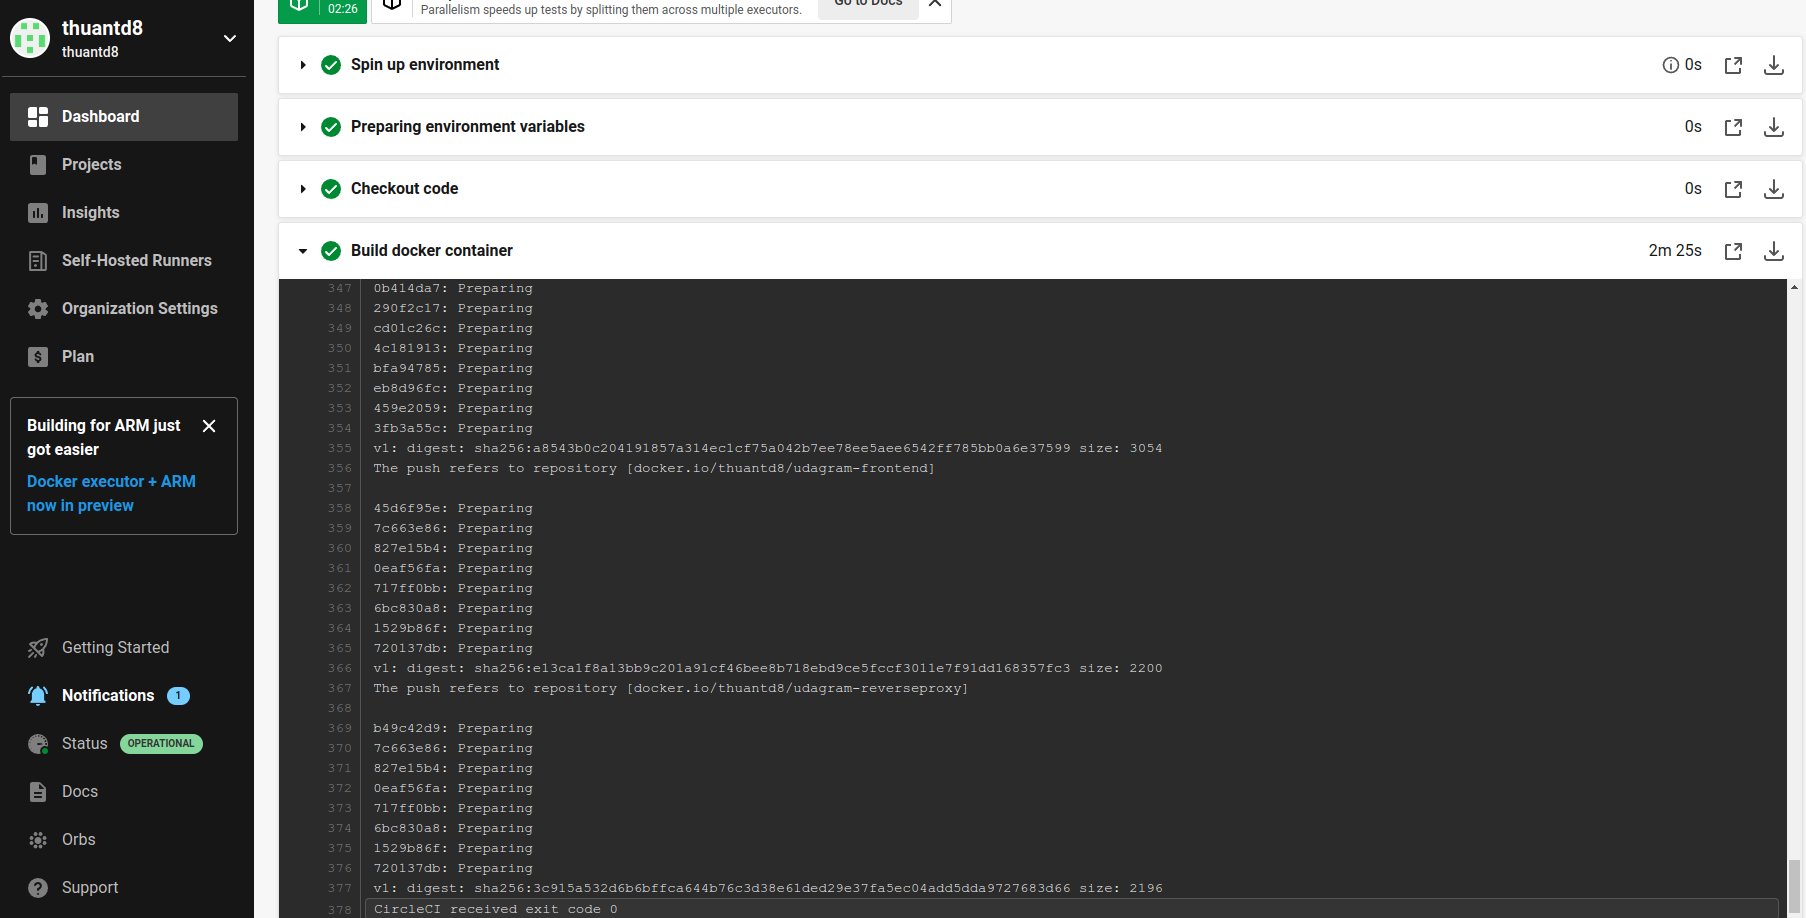 thuantd8
thuantd8
Dashboard
Projects
Insights
Self-Hosted Runners
Organization Settings
Plan
Building for ARM just
got easier
Docker executor + ARM
now in preview
Getting Started
Notifications 1
Status OPERATIONAL
Docs
Orbs
Support
02:26
Parallelism speeds up tests by splitting them across multiple executors.
Go to Docs
Spin up environment 0s
Preparing environment variables 0s
Checkout code 0s
Build docker container 2m 25s
347 0b414da7: Preparing
348 290f2c17: Preparing
349 cd01c26c: Preparing
350 4c181913: Preparing
351 bfa94785: Preparing
352 eb8d96fc: Preparing
353 459e2059: Preparing
354 3fb3a55c: Preparing
355 v1: digest: sha256:a8543b0c204191857a314ec1cf75a042b7ee78ee5aee6542ff785bb0a6e37599 size: 3054
356 The push refers to repository [docker.io/thuantd8/udagram-frontend]
357
358 45d6f95e: Preparing
359 7c663e86: Preparing
360 827e15b4: Preparing
361 0eaf56fa: Preparing
362 717ff0bb: Preparing
363 6bc830a8: Preparing
364 1529b86f: Preparing
365 720137db: Preparing
366 v1: digest: sha256:e13ca1f8a13bb9c201a91cf46bee8b718ebd9ce5fccf3011e7f91dd168357fc3 size: 2200
367 The push refers to repository [docker.io/thuantd8/udagram-reverseproxy]
368
369 b49c42d9: Preparing
370 7c663e86: Preparing
371 827e15b4: Preparing
372 0eaf56fa: Preparing
373 717ff0bb: Preparing
374 6bc830a8: Preparing
375 1529b86f: Preparing
376 720137db: Preparing
377 v1: digest: sha256:3c915a532d6b6bffca644b76c3d38e61ded29e37fa5ec04add5dda9727683d66 size: 2196
378 CircleCI received exit code 0